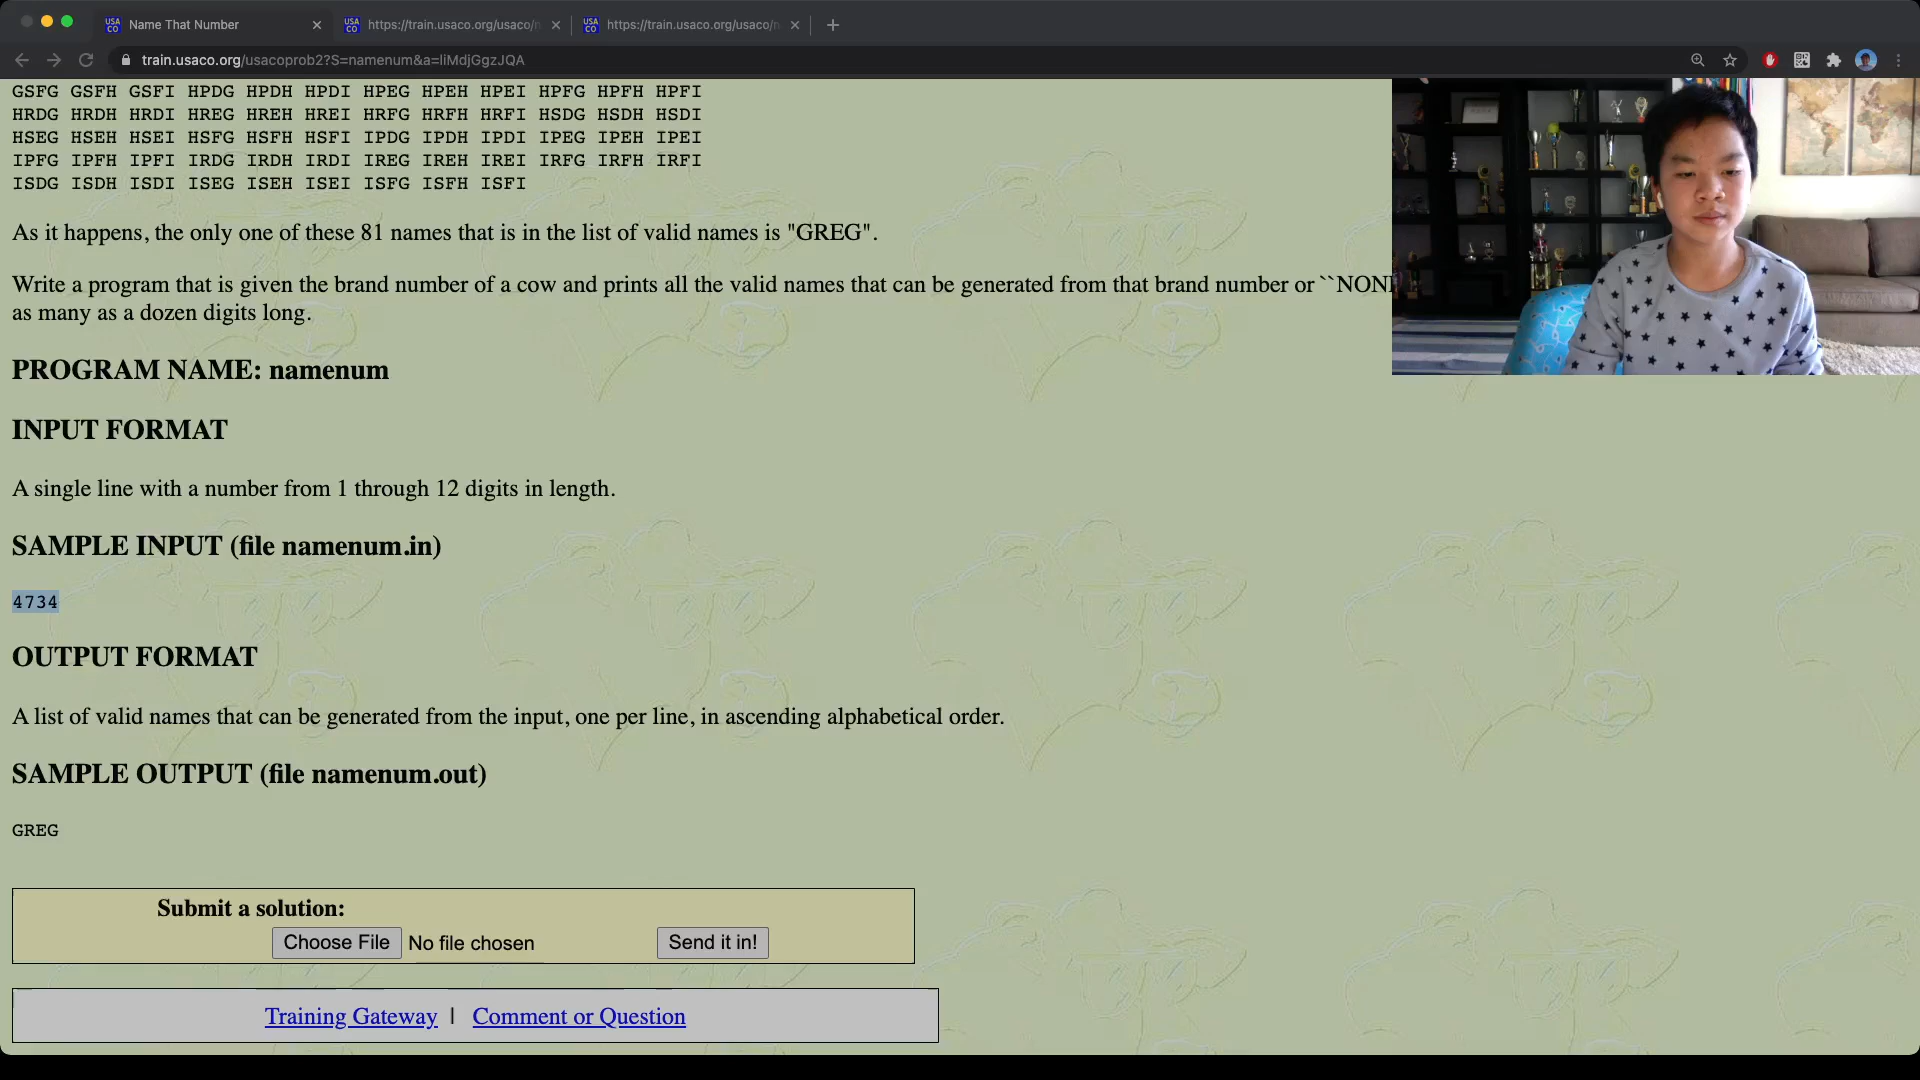 Name That Number
https://train.usaco.org/usaco/n
https://train.usaco.org/usaco/n
train.usaco.org/usacoprob2?S=namenum&a=liMdjGgzJQA
GSFG GSFH GSFI HPDG HPDH HPDI HPEG HPEH HPEI HPFG HPFH HPFI
HRDG HRDH HRDI HREG HREH HREI HRFG HRFH HRFI HSDG HSDH HSDI
HSEG HSEH HSEI HSFG HSFH HSFI IPDG IPDH IPDI IPEG IPEH IPEI
IPFG IPFH IPFI IRDG IRDH IRDI IREG IREH IREI IRFG IRFH IRFI
ISDG ISDH ISDI ISEG ISEH ISEI ISFG ISFH ISFI
As it happens, the only one of these 81 names that is in the list of valid names is "GREG".
Write a program that is given the brand number of a cow and prints all the valid names that can be generated from that brand number or ``NON
as many as a dozen digits long.
PROGRAM NAME: namenum
INPUT FORMAT
A single line with a number from 1 through 12 digits in length.
SAMPLE INPUT (file namenum.in)
4734
OUTPUT FORMAT
A list of valid names that can be generated from the input, one per line, in ascending alphabetical order.
SAMPLE OUTPUT (file namenum.out)
GREG
Submit a solution:
Choose File No file chosen Send it in!
Training Gateway | Comment or Question